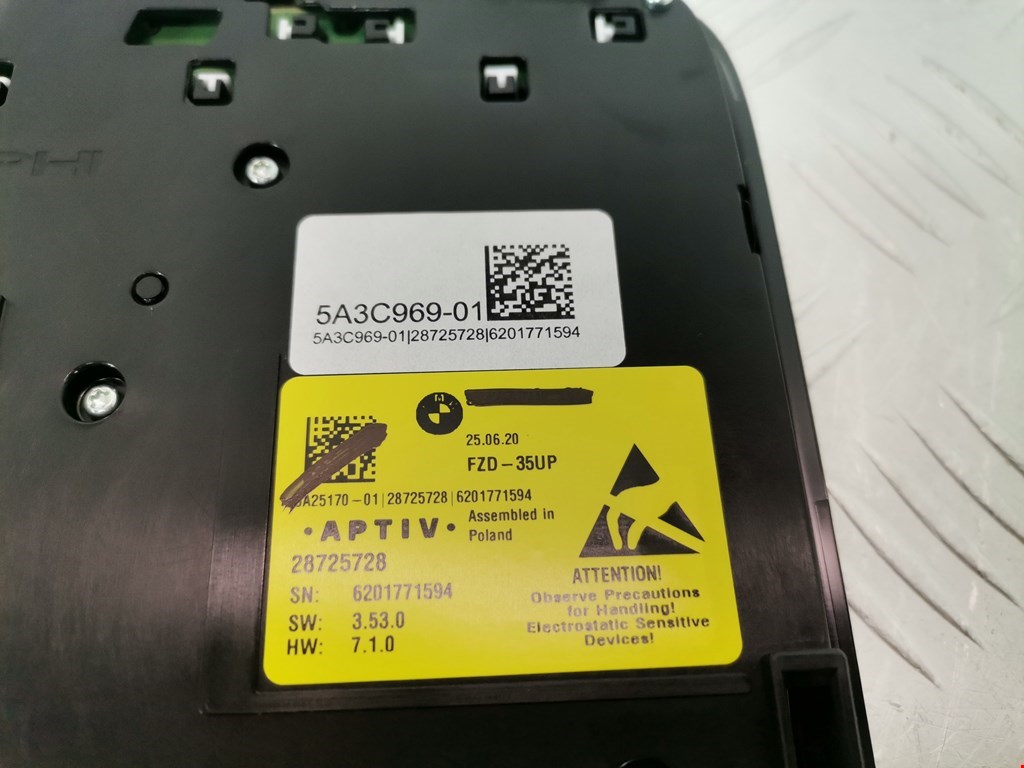 5A3C969-01
5A3C969-01|28725728|6201771594
25.06.20
FZD-35UP
A25170-01|28725728|6201771594
·APTIV·
Assembled in
Poland
28725728
SN: 6201771594
SW: 3.53.0
HW: 7.1.0
ATTENTION!
Observe Precautions
for Handling!
Electrostatic Sensitive
Devices!